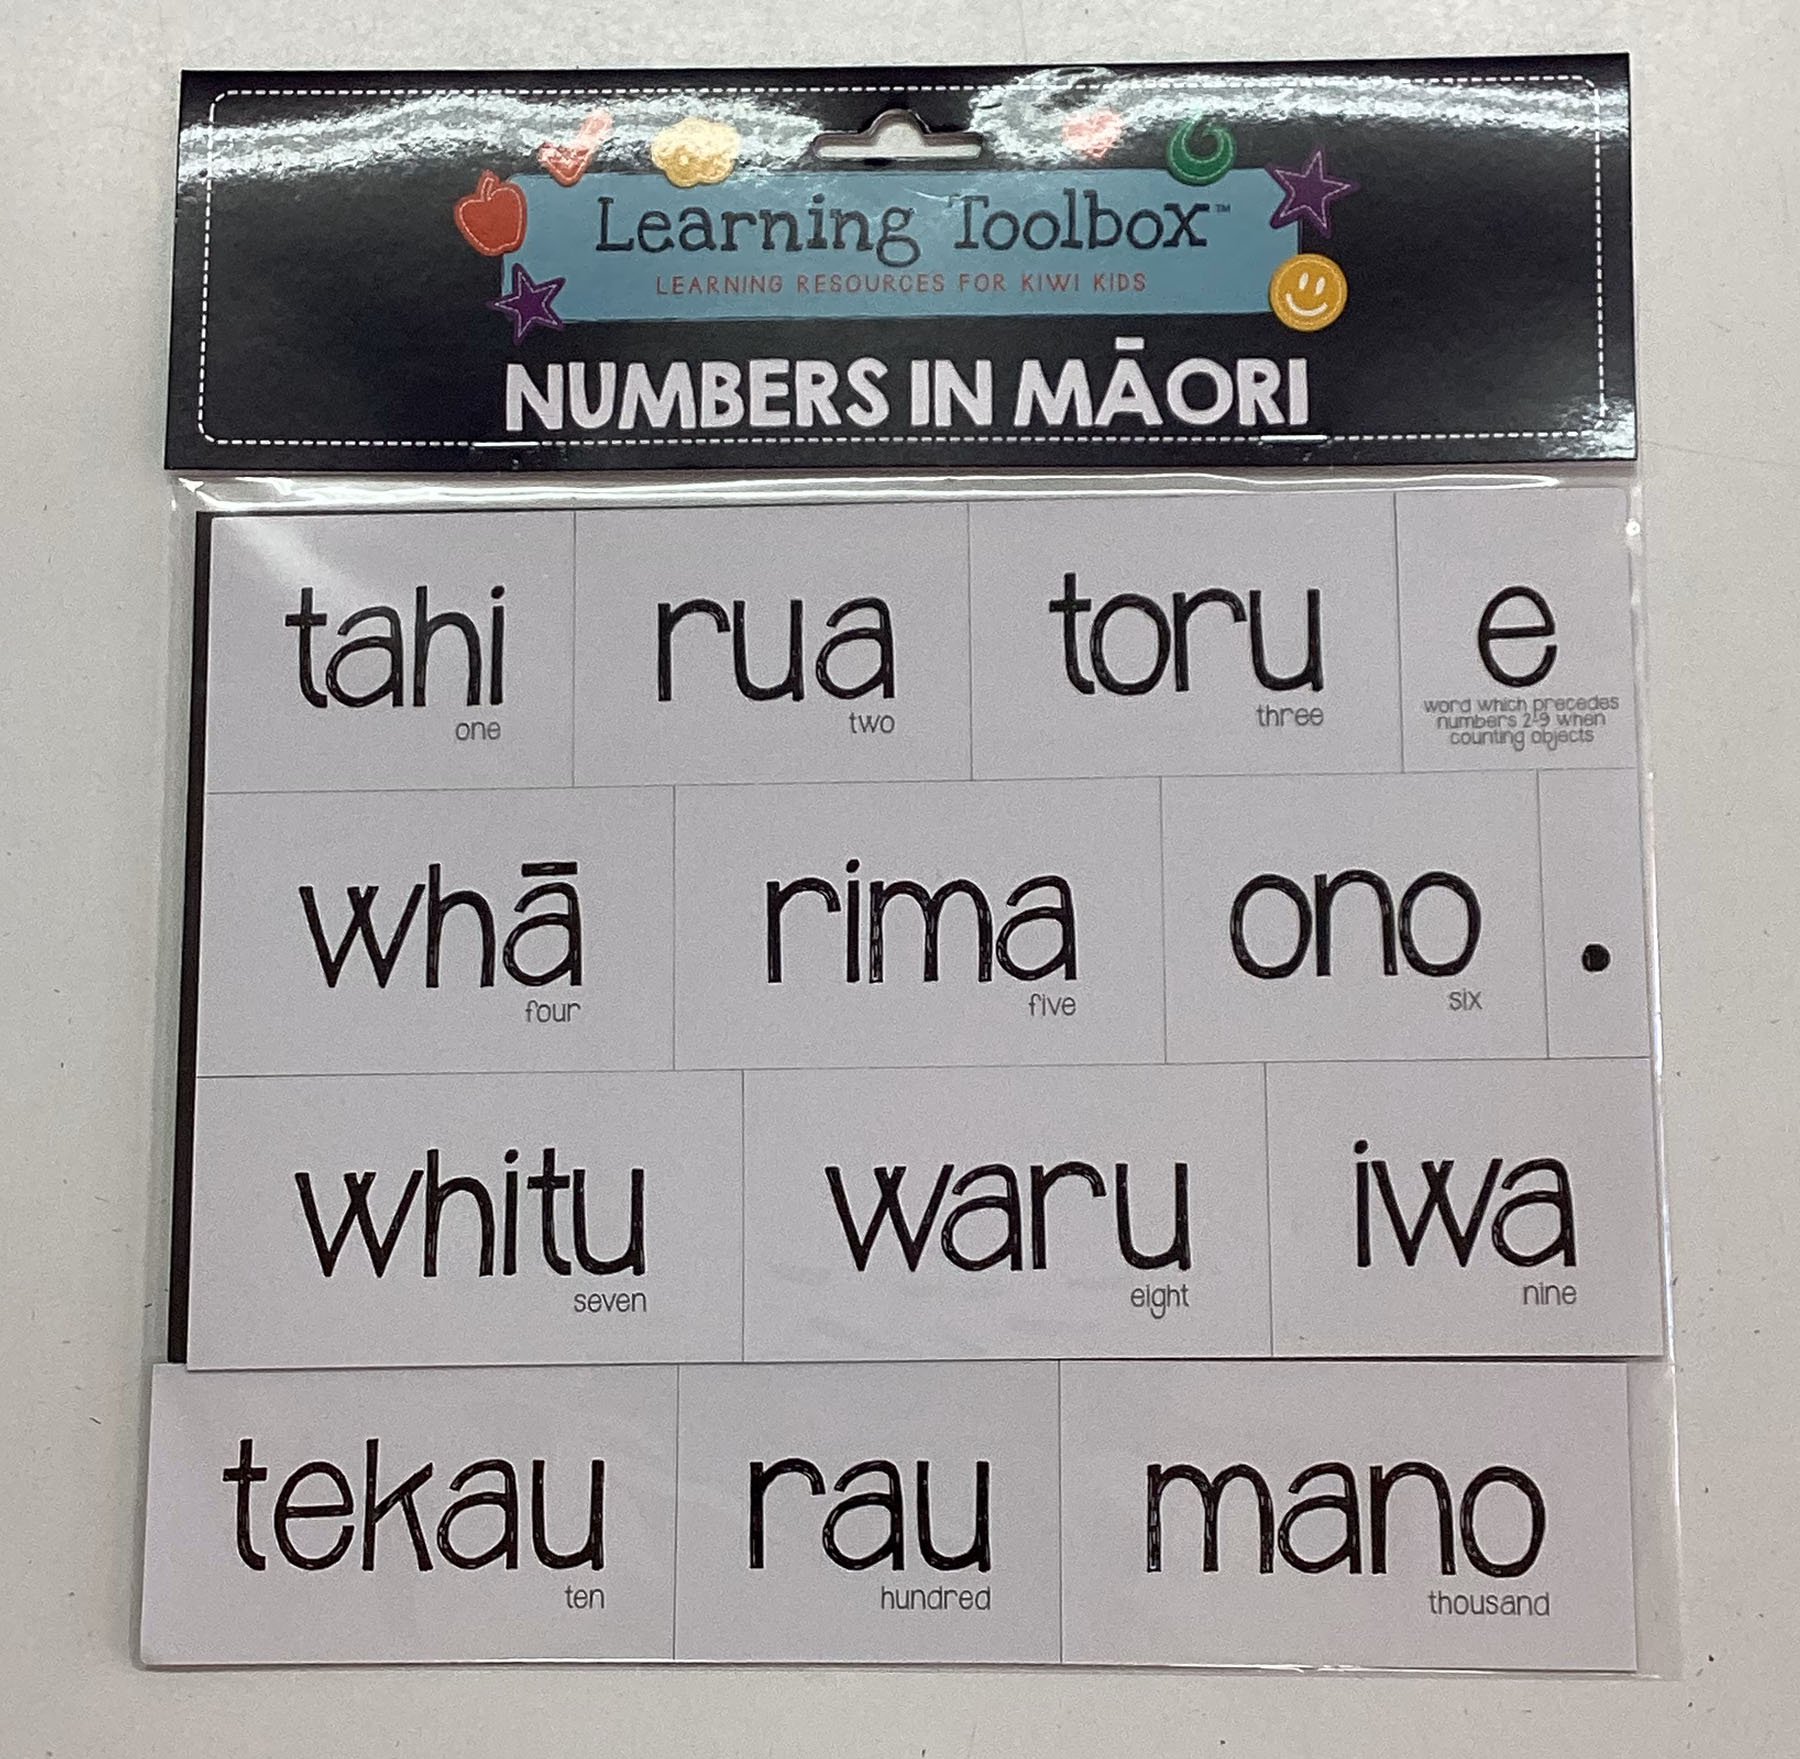 Learning Toolbox™
LEARNING RESOURCES FOR KIWI KIDS
NUMBERS IN MĀORI
tahi
one
rua
two
toru
three
e
word which precedes
numbers 2-9 when
counting objects
whā
four
rima
five
ono
six
.
whitu
seven
waru
eight
iwa
nine
tekau
ten
rau
hundred
mano
thousand